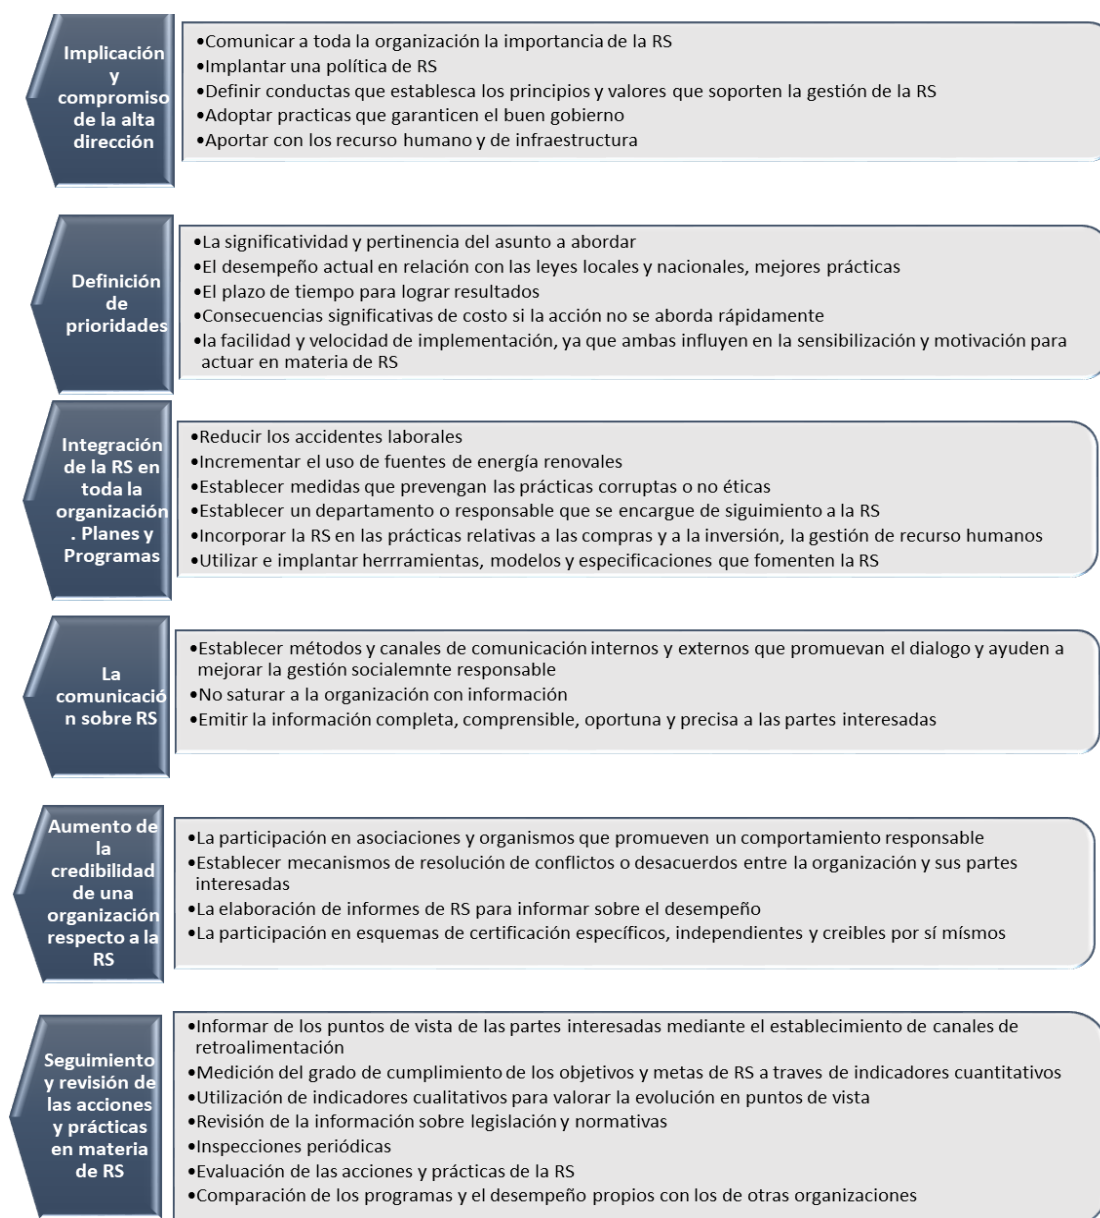 Implicación
y
compromiso
de la alta
dirección
•Comunicar a toda la organización la importancia de la RS
•Implantar una política de RS
•Definir conductas que establesca los principios y valores que soporten la gestión de la RS
•Adoptar practicas que garanticen el buen gobierno
•Aportar con los recurso humano y de infraestructura
Definición
de
prioridades
•La significatividad y pertinencia del asunto a abordar
•El desempeño actual en relación con las leyes locales y nacionales, mejores prácticas
•El plazo de tiempo para lograr resultados
•Consecuencias significativas de costo si la acción no se aborda rápidamente
•la facilidad y velocidad de implementación, ya que ambas influyen en la sensibilización y motivación para
actuar en materia de RS
Integración
de la RS en
toda la
organización
. Planes y
Programas
•Reducir los accidentes laborales
•Incrementar el uso de fuentes de energía renovales
•Establecer medidas que prevengan las prácticas corruptas o no éticas
•Establecer un departamento o responsable que se encargue de siguimiento a la RS
•Incorporar la RS en las prácticas relativas a las compras y a la inversión, la gestión de recurso humanos
•Utilizar e implantar herrramientas, modelos y especificaciones que fomenten la RS
La
comunicació
n sobre RS
•Establecer métodos y canales de comunicación internos y externos que promuevan el dialogo y ayuden a
mejorar la gestión socialemnte responsable
•No saturar a la organización con información
•Emitir la información completa, comprensible, oportuna y precisa a las partes interesadas
Aumento de
la
credibilidad
de una
organización
respecto a la
RS
•La participación en asociaciones y organismos que promueven un comportamiento responsable
•Establecer mecanismos de resolución de conflictos o desacuerdos entre la organización y sus partes
interesadas
•La elaboración de informes de RS para informar sobre el desempeño
•La participación en esquemas de certificación específicos, independientes y creibles por sí mísmos
Seguimiento
y revisión de
las acciones
y prácticas
en materia
de RS
•Informar de los puntos de vista de las partes interesadas mediante el establecimiento de canales de
retroalimentación
•Medición del grado de cumplimiento de los objetivos y metas de RS a traves de indicadores cuantitativos
•Utilización de indicadores cualitativos para valorar la evolución en puntos de vista
•Revisión de la información sobre legislación y normativas
•Inspecciones periódicas
•Evaluación de las acciones y prácticas de la RS
•Comparación de los programas y el desempeño propios con los de otras organizaciones